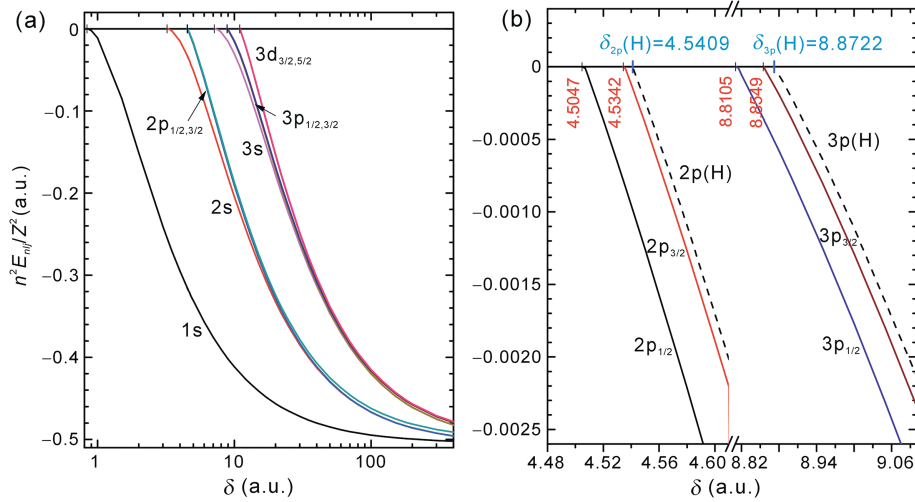 (a)
0
−0.1
−0.2
−0.3
−0.4
−0.5
n²E_nlj/Z² (a.u.)
3d3/2,5/2
2p1/2,3/2
3p1/2,3/2
3s
2s
1s
1
10
100
δ (a.u.)
(b)
δ2p(H)=4.5409
δ3p(H)=8.8722
0
−0.0005
−0.0010
−0.0015
−0.0020
−0.0025
4.5047
4.5342
8.8105
8.8549
2p(H)
3p(H)
2p3/2
3p3/2
2p1/2
3p1/2
4.48
4.52
4.56
4.60
8.82
8.94
9.06
δ (a.u.)